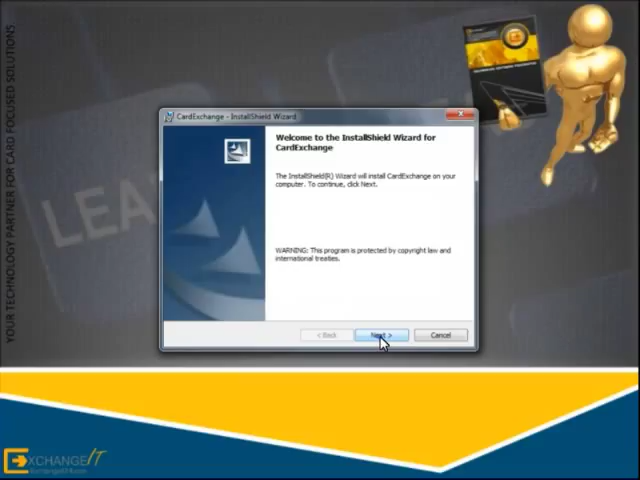 YOUR TECHNOLOGY PARTNER FOR CARD FOCUSED SOLUTIONS
CardExchange - InstallShield Wizard
Welcome to the InstallShield Wizard for
CardExchange
The InstallShield(R) Wizard will install CardExchange on your
computer. To continue, click Next.
WARNING: This program is protected by copyright law and
international treaties.
< Back
Next >
Cancel
EXCHANGEIT